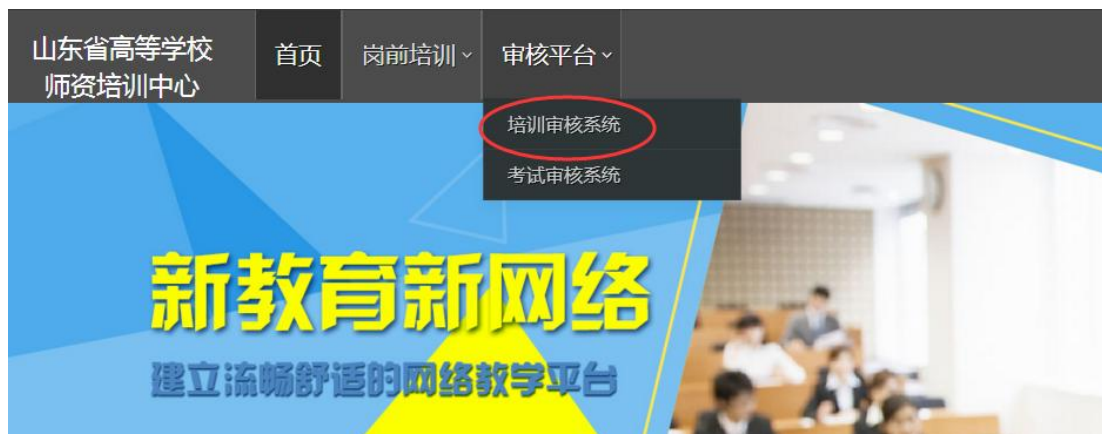 山东省高等学校
师资培训中心
首页
岗前培训
审核平台
培训审核系统
考试审核系统
新教育新网络
建立流畅舒适的网络教学平台